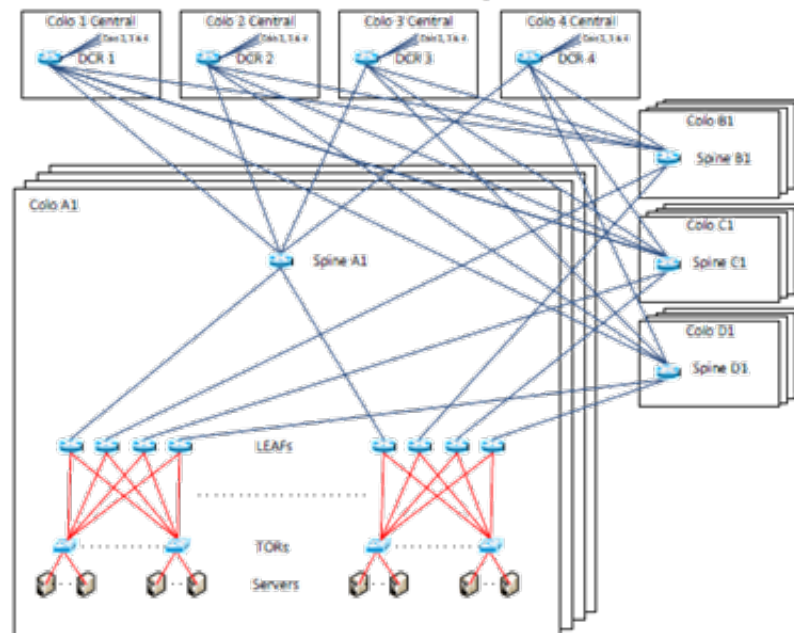 Colo 1 Central
Colo 2 Central
Colo 3 Central
Colo 4 Central
DCR 1
DCR 2
DCR 3
DCR 4
Colo B1
Spine B1
Colo A1
Colo C1
Spine A1
Spine C1
Colo D1
Spine D1
LEAFs
TORs
Servers